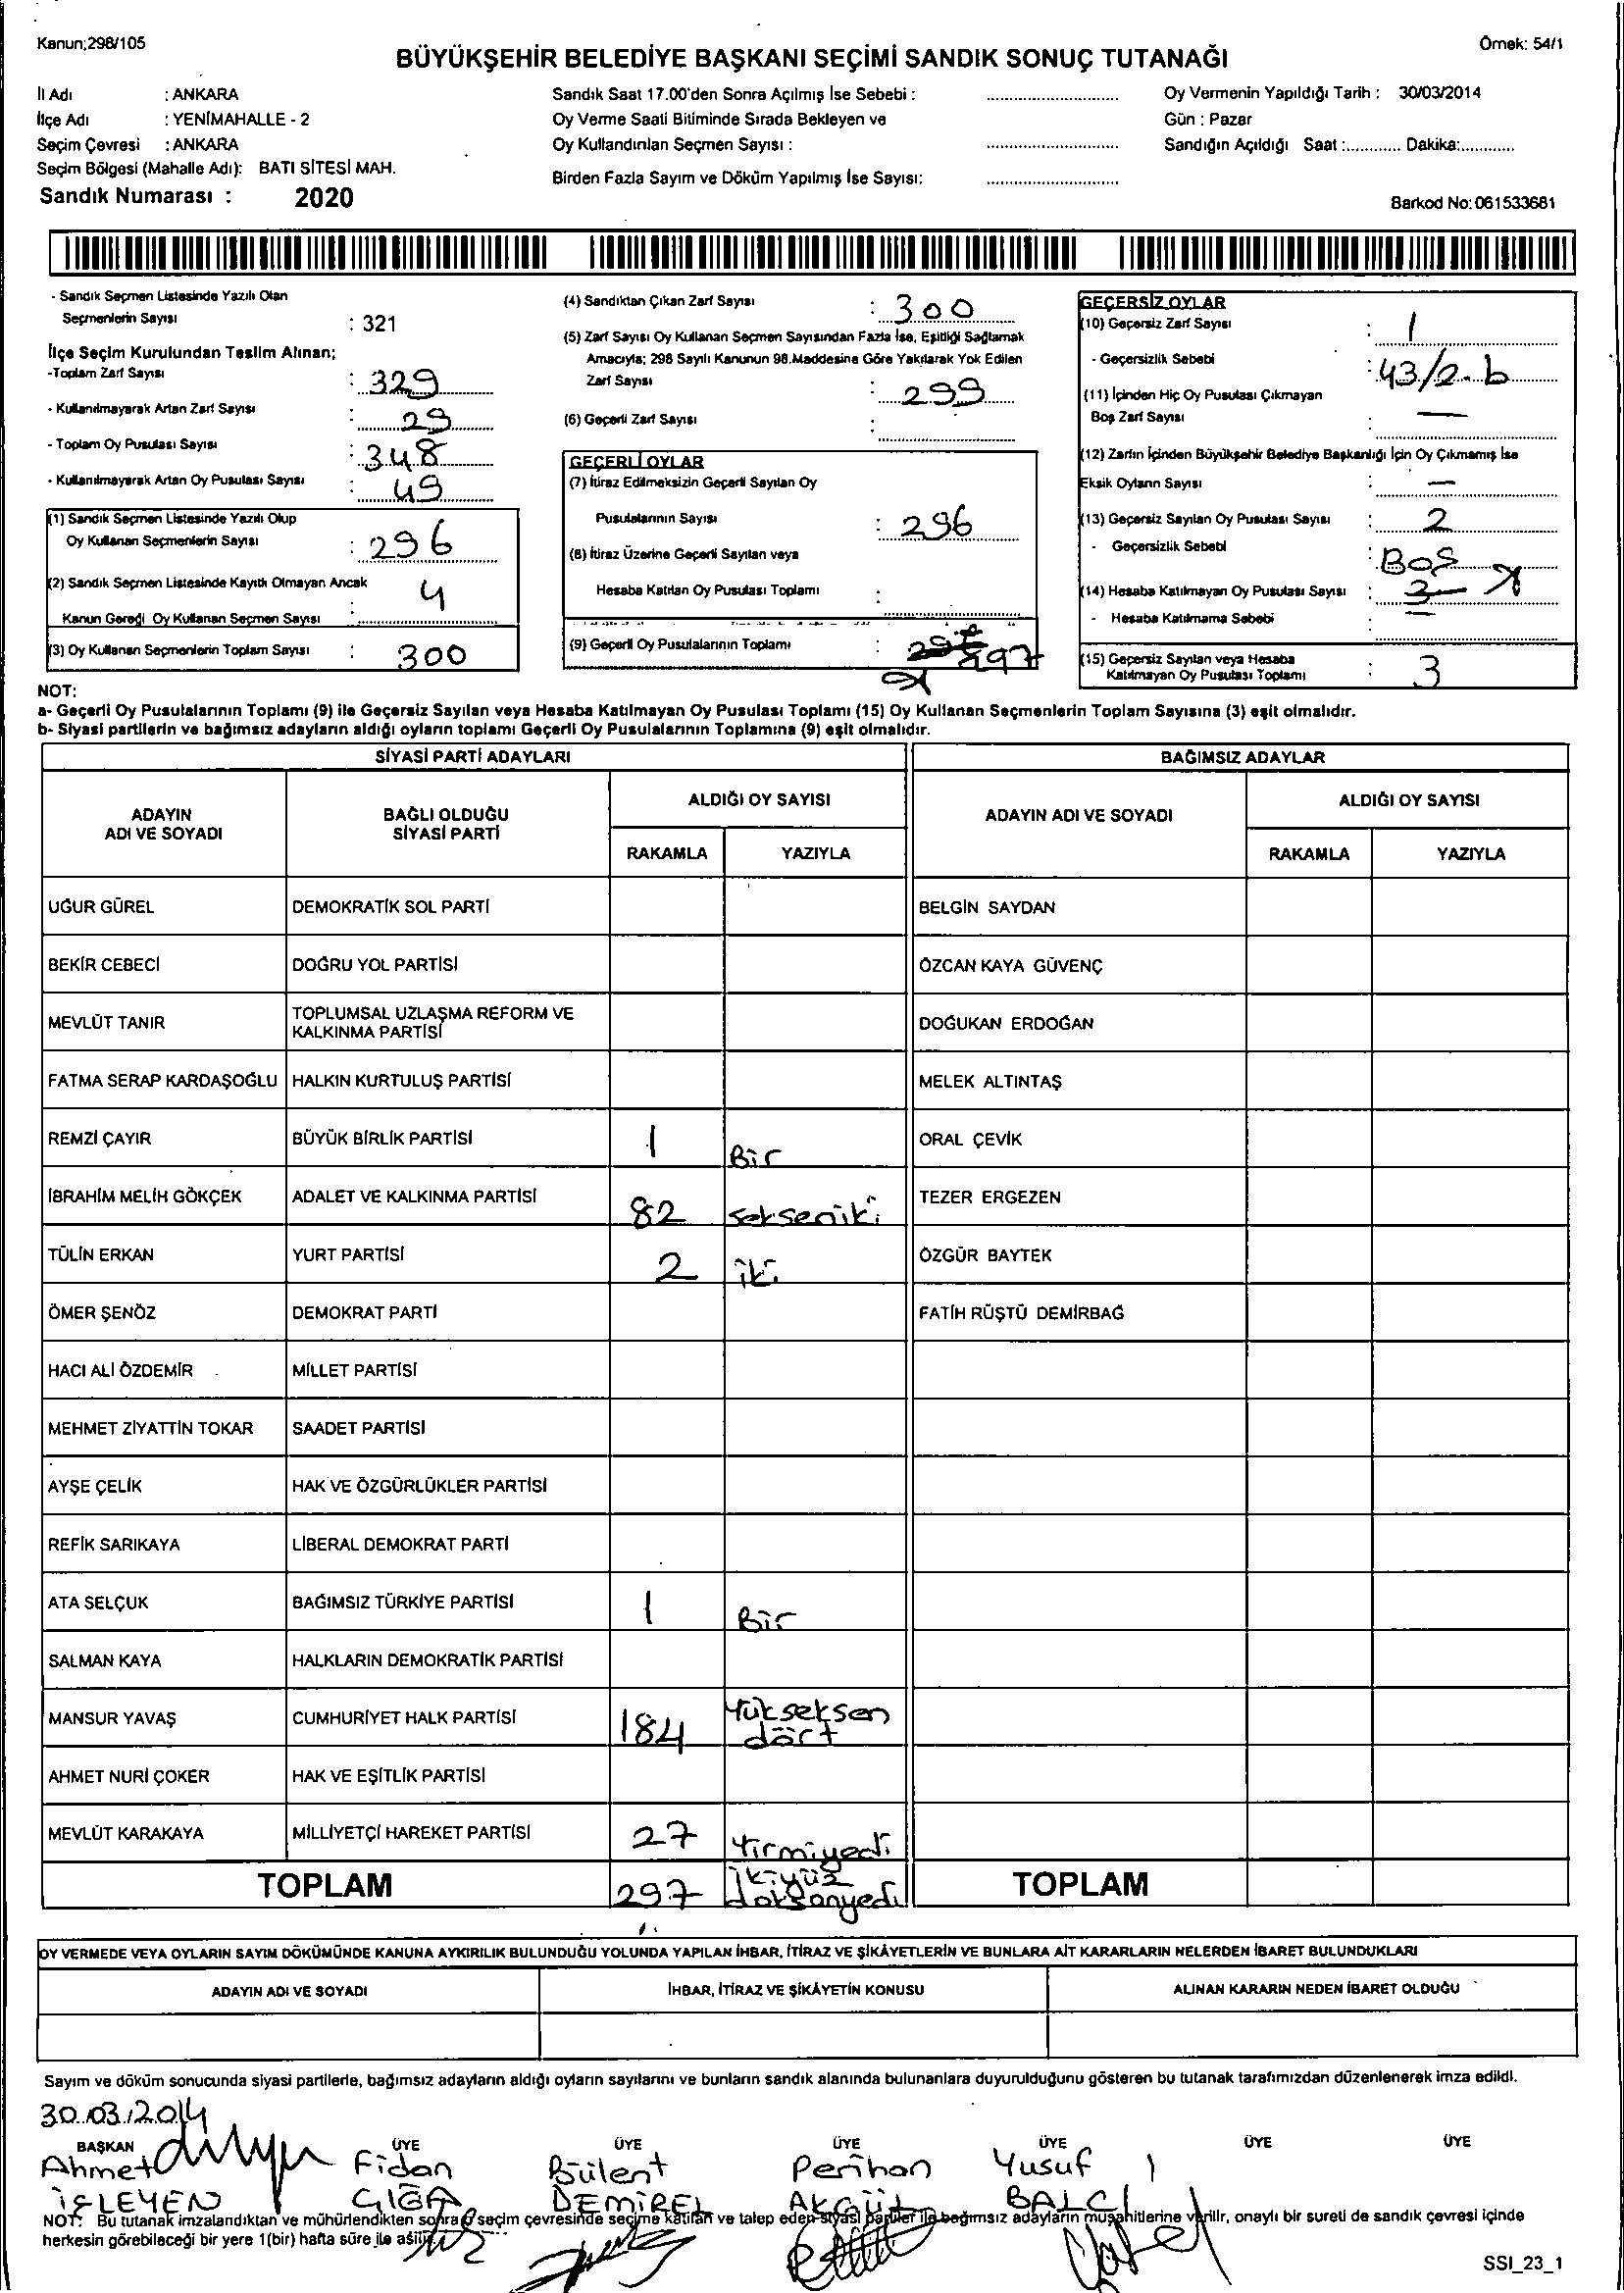 Kanun;298/105
Örnek: 54/1
BÜYÜKŞEHİR BELEDİYE BAŞKANI SEÇİMİ SANDIK SONUÇ TUTANAĞI
İl Adı : ANKARA
İlçe Adı : YENİMAHALLE - 2
Seçim Çevresi : ANKARA
Seçim Bölgesi (Mahalle Adı): BATI SİTESİ MAH.
Sandık Numarası : 2020
Sandık Saat 17.00'den Sonra Açılmış İse Sebebi :
Oy Verme Saati Bitiminde Sırada Bekleyen ve
Oy Kullandırılan Seçmen Sayısı :
Birden Fazla Sayım ve Döküm Yapılmış İse Sayısı:
Oy Vermenin Yapıldığı Tarih : 30/03/2014
Gün : Pazar
Sandığın Açıldığı Saat :............ Dakika:............
Barkod No: 061533681
- Sandık Seçmen Listesinde Yazılı Olan
Seçmenlerin Sayısı : 321
İlçe Seçim Kurulundan Teslim Alınan;
-Toplam Zarf Sayısı : 329
- Kullanılmayarak Artan Zarf Sayısı : 29
- Toplam Oy Pusulası Sayısı : 348
- Kullanılmayarak Artan Oy Pusulası Sayısı : 49
(1) Sandık Seçmen Listesinde Yazılı Olup
Oy Kullanan Seçmenlerin Sayısı : 296
(2) Sandık Seçmen Listesinde Kayıtlı Olmayan Ancak
Kanun Gereği Oy Kullanan Seçmen Sayısı : 4
(3) Oy Kullanan Seçmenlerin Toplam Sayısı : 300
(4) Sandıktan Çıkan Zarf Sayısı : 300
(5) Zarf Sayısı Oy Kullanan Seçmen Sayısından Fazla İse, Eşitliği Sağlamak
Amacıyla; 298 Sayılı Kanunun 98.Maddesine Göre Yakılarak Yok Edilen
Zarf Sayısı : 299
(6) Geçerli Zarf Sayısı :
GEÇERLİ OYLAR
(7) İtiraz Edilmeksizin Geçerli Sayılan Oy
Pusulalarının Sayısı : 296
(8) İtiraz Üzerine Geçerli Sayılan veya
Hesaba Katılan Oy Pusulası Toplamı :
(9) Geçerli Oy Pusulalarının Toplamı : 297
GEÇERSİZ OYLAR
(10) Geçersiz Zarf Sayısı : 1
- Geçersizlik Sebebi : 43/2-b
(11) İçinden Hiç Oy Pusulası Çıkmayan
Boş Zarf Sayısı : —
(12) Zarfın İçinden Büyükşehir Belediye Başkanlığı İçin Oy Çıkmamış İse
Eksik Oyların Sayısı : —
(13) Geçersiz Sayılan Oy Pusulası Sayısı : 2
- Geçersizlik Sebebi : BOŞ
(14) Hesaba Katılmayan Oy Pusulası Sayısı : 3
- Hesaba Katılmama Sebebi : —
(15) Geçersiz Sayılan veya Hesaba
Katılmayan Oy Pusulası Toplamı : 3
NOT:
a- Geçerli Oy Pusulalarının Toplamı (9) ile Geçersiz Sayılan veya Hesaba Katılmayan Oy Pusulası Toplamı (15) Oy Kullanan Seçmenlerin Toplam Sayısına (3) eşit olmalıdır.
b- Siyasi partilerin ve bağımsız adayların aldığı oyların toplamı Geçerli Oy Pusulalarının Toplamına (9) eşit olmalıdır.
SİYASİ PARTİ ADAYLARI BAĞIMSIZ ADAYLAR
ADAYIN ADI VE SOYADI BAĞLI OLDUĞU SİYASİ PARTİ ALDIĞI OY SAYISI ADAYIN ADI VE SOYADI ALDIĞI OY SAYISI
RAKAMLA YAZIYLA RAKAMLA YAZIYLA
UĞUR GÜREL DEMOKRATİK SOL PARTİ BELGİN SAYDAN
BEKİR CEBECİ DOĞRU YOL PARTİSİ ÖZCAN KAYA GÜVENÇ
MEVLÜT TANIR TOPLUMSAL UZLAŞMA REFORM VE KALKINMA PARTİSİ DOĞUKAN ERDOĞAN
FATMA SERAP KARDAŞOĞLU HALKIN KURTULUŞ PARTİSİ MELEK ALTINTAŞ
REMZİ ÇAYIR BÜYÜK BİRLİK PARTİSİ 1 Bir ORAL ÇEVİK
İBRAHİM MELİH GÖKÇEK ADALET VE KALKINMA PARTİSİ 82 sekseniki TEZER ERGEZEN
TÜLİN ERKAN YURT PARTİSİ 2 iki ÖZGÜR BAYTEK
ÖMER ŞENÖZ DEMOKRAT PARTİ FATİH RÜŞTÜ DEMİRBAĞ
HACI ALİ ÖZDEMİR MİLLET PARTİSİ
MEHMET ZİYATTİN TOKAR SAADET PARTİSİ
AYŞE ÇELİK HAK VE ÖZGÜRLÜKLER PARTİSİ
REFİK SARIKAYA LİBERAL DEMOKRAT PARTİ
ATA SELÇUK BAĞIMSIZ TÜRKİYE PARTİSİ 1 Bir
SALMAN KAYA HALKLARIN DEMOKRATİK PARTİSİ
MANSUR YAVAŞ CUMHURİYET HALK PARTİSİ 184 Yükseksen dört
AHMET NURİ ÇOKER HAK VE EŞİTLİK PARTİSİ
MEVLÜT KARAKAYA MİLLİYETÇİ HAREKET PARTİSİ 27 Yirmiyedi
TOPLAM 297 İkiyüz doksanyedi TOPLAM
OY VERMEDE VEYA OYLARIN SAYIM DÖKÜMÜNDE KANUNA AYKIRILIK BULUNDUĞU YOLUNDA YAPILAN İHBAR, İTİRAZ VE ŞİKÂYETLERİN VE BUNLARA AİT KARARLARIN NELERDEN İBARET BULUNDUKLARI
ADAYIN ADI VE SOYADI İHBAR, İTİRAZ VE ŞİKÂYETİN KONUSU ALINAN KARARIN NEDEN İBARET OLDUĞU
Sayım ve döküm sonucunda siyasi partilerle, bağımsız adayların aldığı oyların sayılarını ve bunların sandık alanında bulunanlara duyurulduğunu gösteren bu tutanak tarafımızdan düzenlenerek imza edildi.
30.03.2014
BAŞKAN ÜYE ÜYE ÜYE ÜYE ÜYE ÜYE
Ahmet Fidan Bülent Perihan Yusuf
İŞLEYEN DEMİREL AKGÜL BALCI
NOT: Bu tutanak imzalandıktan ve mühürlendikten sonra seçim çevresinde seçime katılan ve talep eden siyasi partiler ile bağımsız adayların müşahitlerine verilir, onaylı bir sureti de sandık çevresi içinde
herkesin görebileceği bir yere 1(bir) hafta süre ile asılır.
SSI_23_1